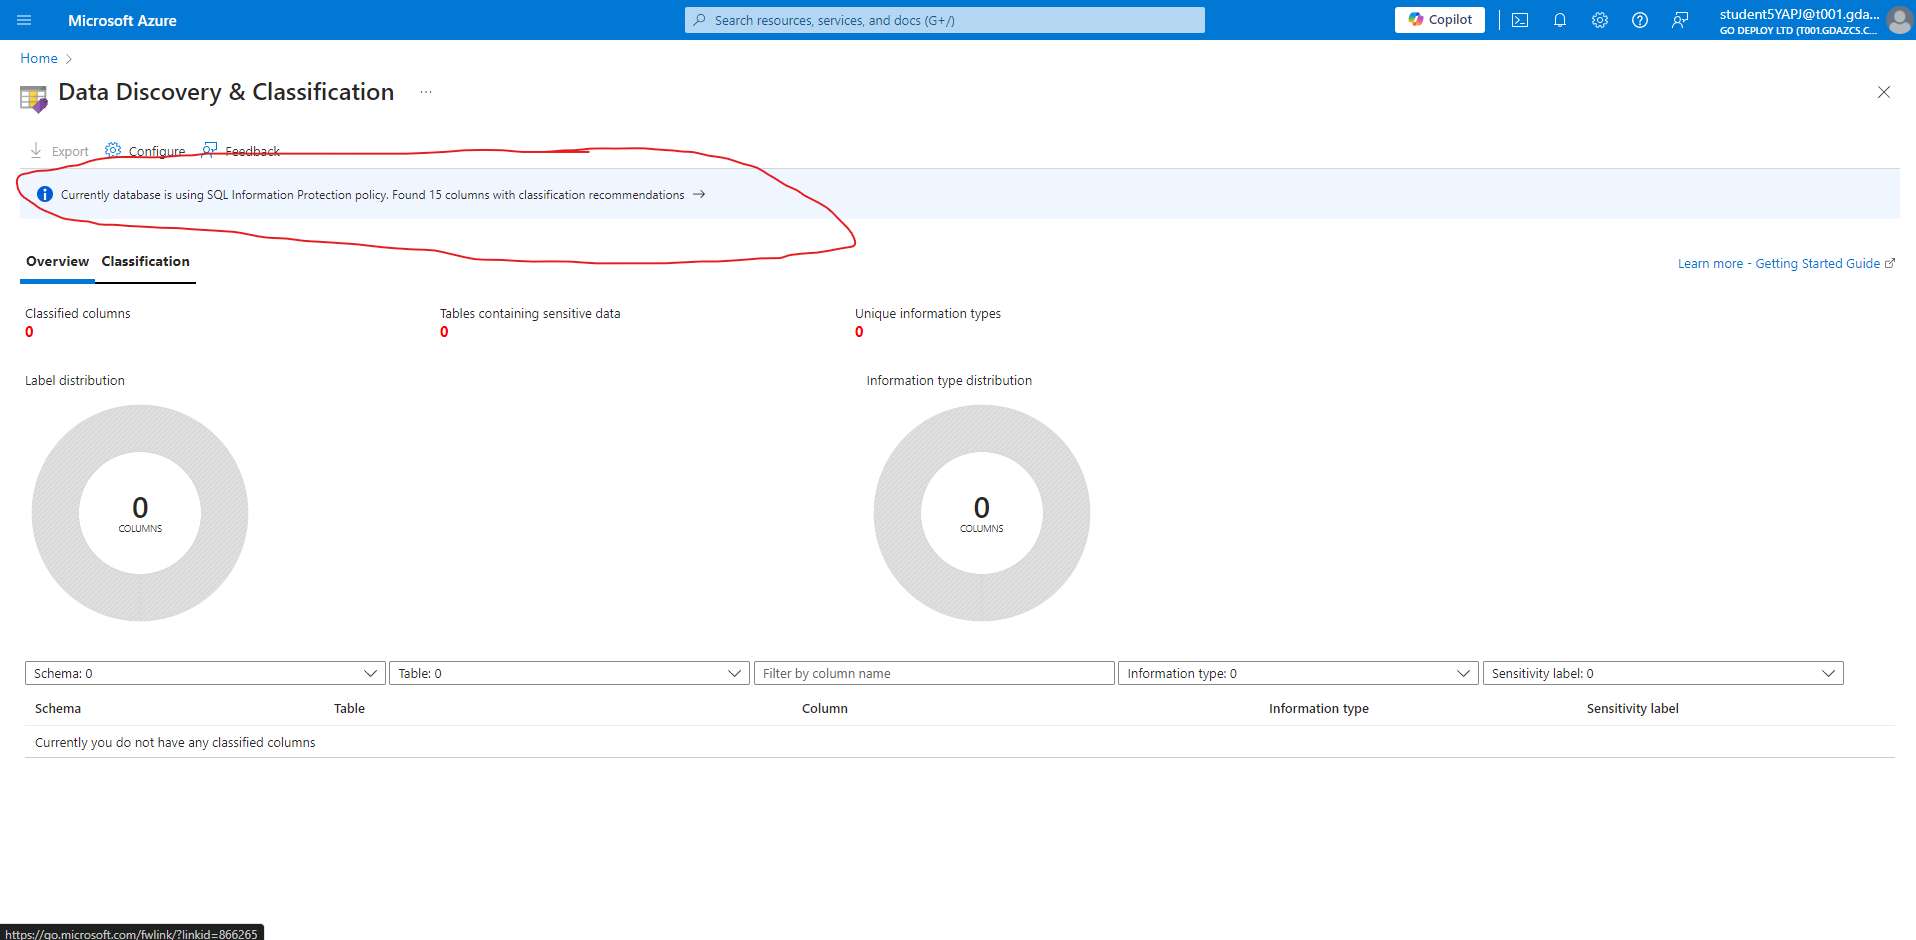 Microsoft Azure
Search resources, services, and docs (G+/)
Copilot
student5YAPJ@t001.gda...
GO DEPLOY LTD (T001.GDAZCS.C...
Home
Data Discovery & Classification
Export
Configure
Feedback
Currently database is using SQL Information Protection policy. Found 15 columns with classification recommendations →
Overview
Classification
Learn more - Getting Started Guide
Classified columns
0
Tables containing sensitive data
0
Unique information types
0
Label distribution
Information type distribution
0
COLUMNS
0
COLUMNS
Schema: 0
Table: 0
Filter by column name
Information type: 0
Sensitivity label: 0
Schema
Table
Column
Information type
Sensitivity label
Currently you do not have any classified columns
https://go.microsoft.com/fwlink/?linkid=866265